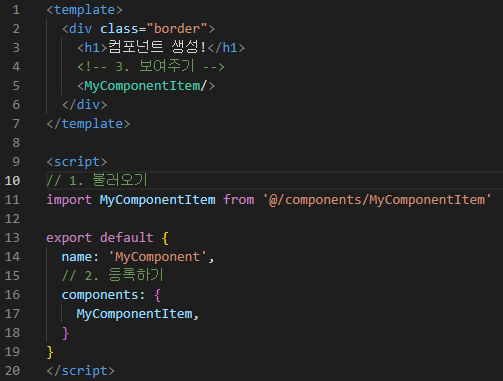 1 <template>
2   <div class="border">
3     <h1>컴포넌트 생성!</h1>
4     <!-- 3. 보여주기 -->
5     <MyComponentItem/>
6   </div>
7 </template>
8
9 <script>
10 // 1. 불러오기
11 import MyComponentItem from '@/components/MyComponentItem'
12
13 export default {
14   name: 'MyComponent',
15   // 2. 등록하기
16   components: {
17     MyComponentItem,
18   }
19 }
20 </script>